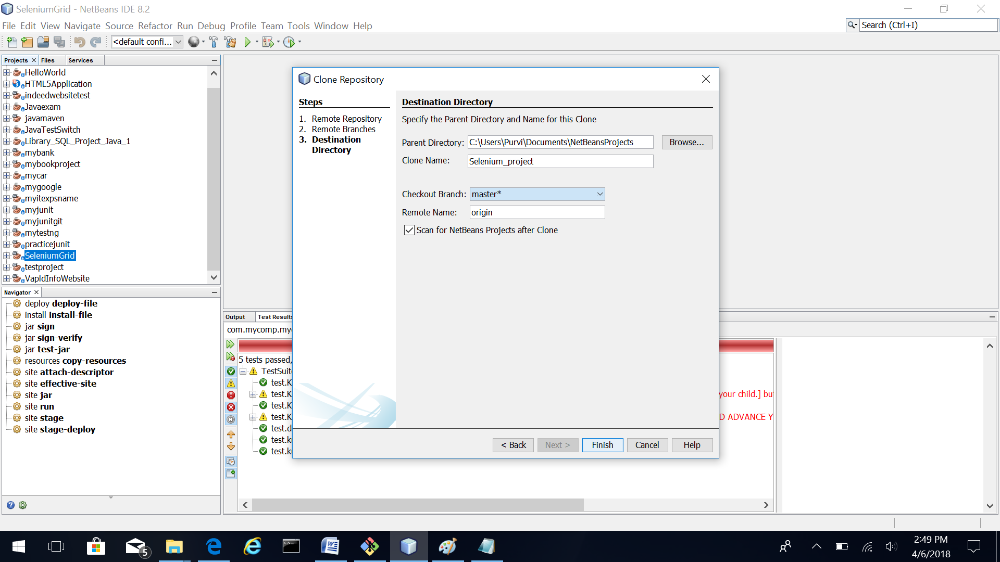 SeleniumGrid - NetBeans IDE 8.2
File Edit View Navigate Source Refactor Run Debug Profile Team Tools Window Help
Search (Ctrl+I)
<default confi...
Projects Files Services
HelloWorld
HTML5Application
indeedwebsitetest
Javaexam
javamaven
JavaTestSwitch
Library_SQL_Project_Java_1
mybank
mybookproject
mycar
mygoogle
myitexpsname
myjunit
myjunitgit
mytestng
practicejunit
SeleniumGrid
testproject
VapldInfoWebsite
Navigator
deploy deploy-file
install install-file
jar sign
jar sign-verify
jar test-jar
resources copy-resources
site attach-descriptor
site effective-site
site jar
site run
site stage
site stage-deploy
Clone Repository
Steps
1. Remote Repository
2. Remote Branches
3. Destination
Directory
Destination Directory
Specify the Parent Directory and Name for this Clone
Parent Directory: C:\Users\Purvi\Documents\NetBeansProjects Browse...
Clone Name: Selenium_project
Checkout Branch: master*
Remote Name: origin
Scan for NetBeans Projects after Clone
< Back Next > Finish Cancel Help
Output Test Results
com.mycomp.my
5 tests passed,
TestSuite
test.K
test.K your child.] but
test.K
test.K D ADVANCE Y
test.d
test.k
test.k
5
2:49 PM
4/6/2018